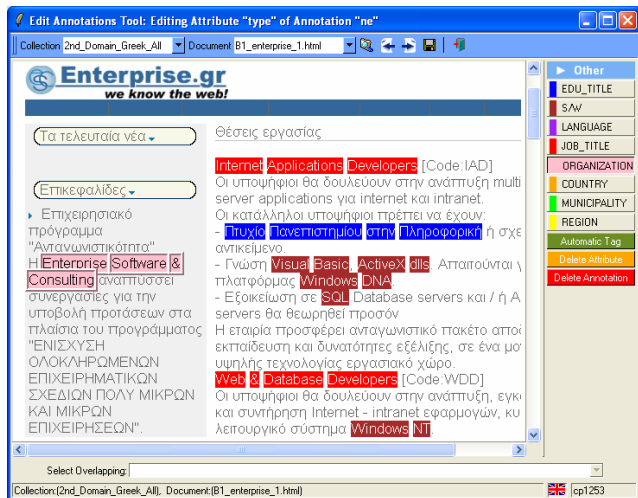 Edit Annotations Tool: Editing Attribute "type" of Annotation "ne"
Collection 2nd_Domain_Greek_All Document B1_enterprise_1.html
Enterprise.gr
we know the web!
Τα τελευταία νέα
Επικεφαλίδες
Επιχειρησιακό
πρόγραμμα
"Ανταγωνιστικότητα"
Η Enterprise Software &
Consulting αναπτύσσει
συνεργασίες για την
υποβολή προτάσεων στα
πλαίσια του προγράμματος
"ΕΝΙΣΧΥΣΗ
ΟΛΟΚΛΗΡΩΜΕΝΩΝ
ΕΠΙΧΕΙΡΗΜΑΤΙΚΩΝ
ΣΧΕΔΙΩΝ ΠΟΛΥ ΜΙΚΡΩΝ
ΚΑΙ ΜΙΚΡΩΝ
ΕΠΙΧΕΙΡΗΣΕΩΝ".
Θέσεις εργασίας
Internet Applications Developers [Code:IAD]
Οι υποψήφιοι θα δουλεύουν στην ανάπτυξη multi
server applications για internet και intranet.
Οι κατάλληλοι υποψήφιοι πρέπει να έχουν:
- Πτυχίο Πανεπιστημίου στην Πληροφορική ή σχε
αντικείμενο.
- Γνώση Visual Basic, ActiveX dlls, Απαιτούνται γ
πλατφόρμας Windows DNA.
- Εξοικείωση σε SQL Database servers και / ή A
servers θα θεωρηθεί προσόν
Η εταιρία προσφέρει ανταγωνιστικό πακέτο αποι
εκπαίδευση και δυνατότητες εξέλιξης, σε ένα μο
υψηλής τεχνολογίας εργασιακό χώρο.
Web & Database Developers [Code:WDD]
Οι υποψήφιοι θα δουλεύουν στην ανάπτυξη, εγκ
και συντήρηση Internet - intranet εφαρμογών, κυ
λειτουργικό σύστημα Windows NT.
Other
EDU_TITLE
S/W
LANGUAGE
JOB_TITLE
ORGANIZATION
COUNTRY
MUNICIPALITY
REGION
Automatic Tag
Delete Attribute
Delete Annotation
Select Overlapping:
Collection:(2nd_Domain_Greek_All), Document:(B1_enterprise_1.html)
cp1253